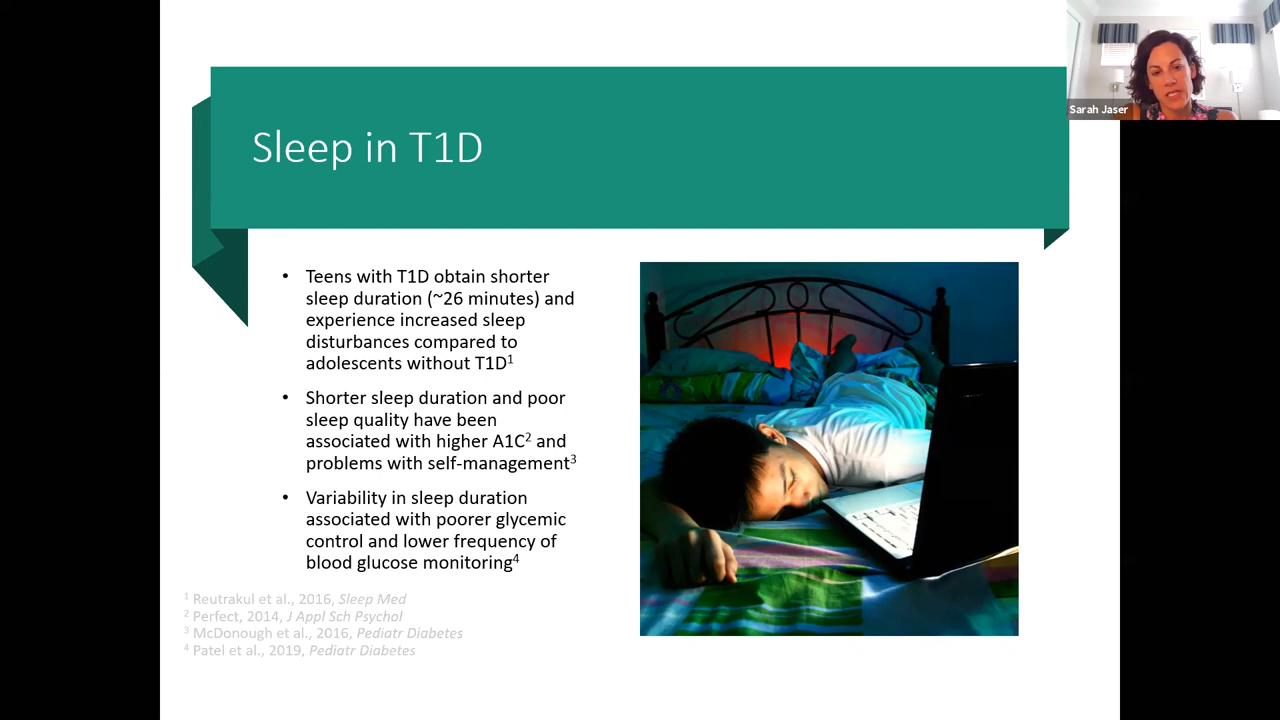 Sarah Jaser
Sleep in T1D
• Teens with T1D obtain shorter
sleep duration (~26 minutes) and
experience increased sleep
disturbances compared to
adolescents without T1D¹
• Shorter sleep duration and poor
sleep quality have been
associated with higher A1C² and
problems with self-management³
• Variability in sleep duration
associated with poorer glycemic
control and lower frequency of
blood glucose monitoring⁴
¹ Reutrakul et al., 2016, Sleep Med
² Perfect, 2014, J Appl Sch Psychol
³ McDonough et al., 2016, Pediatr Diabetes
⁴ Patel et al., 2019, Pediatr Diabetes